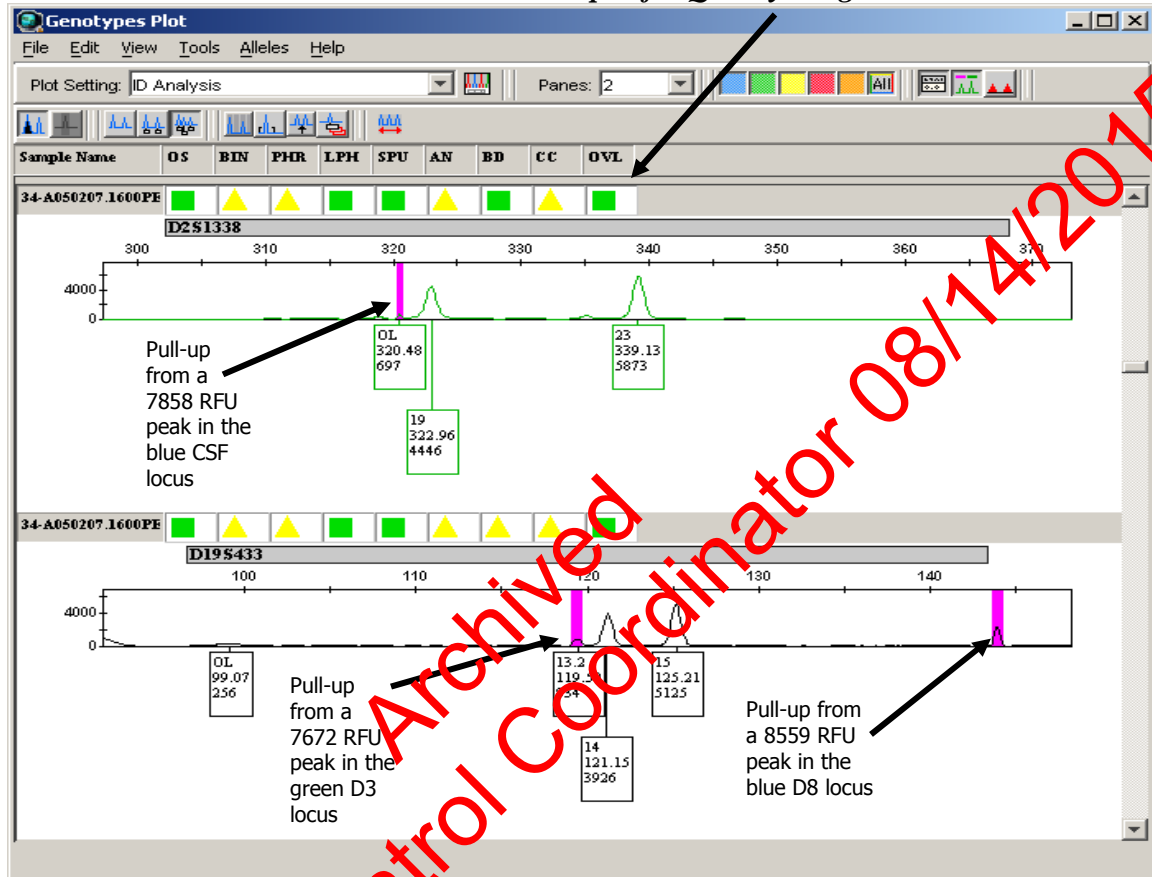 Genotypes Plot
File Edit View Tools Alleles Help
Plot Setting: ID Analysis Panes: 2 All
Sample Name OS BIN PHR LPH SPU AN BD CC OVL
34-A050207.1600PE
D2S1338
300 310 320 330 340 350 360 370
4000
0
OL
320.48
697
23
339.13
5873
19
322.96
4446
Pull-up
from a
7858 RFU
peak in the
blue CSF
locus
34-A050207.1600PE
D19S433
100 110 120 130 140
4000
0
OL
99.07
256
13.2
15
125.21
5125
14
121.15
3926
Pull-up
from a
7672 RFU
peak in the
green D3
locus
Pull-up from
a 8559 RFU
peak in the
blue D8 locus
Archived
Coordinator 08/14/2015